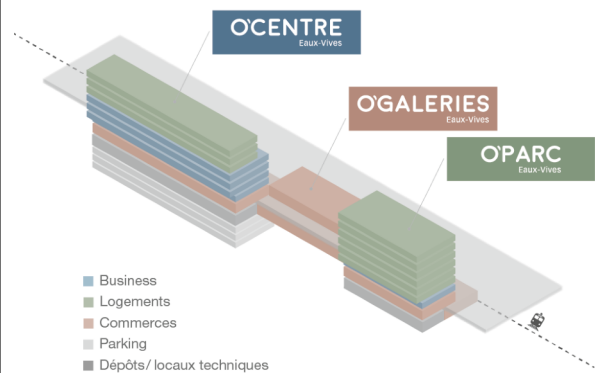 O'CENTRE
Eaux-Vives
O'GALERIES
Eaux-Vives
O'PARC
Eaux-Vives
Business
Logements
Commerces
Parking
Dépôts/locaux techniques